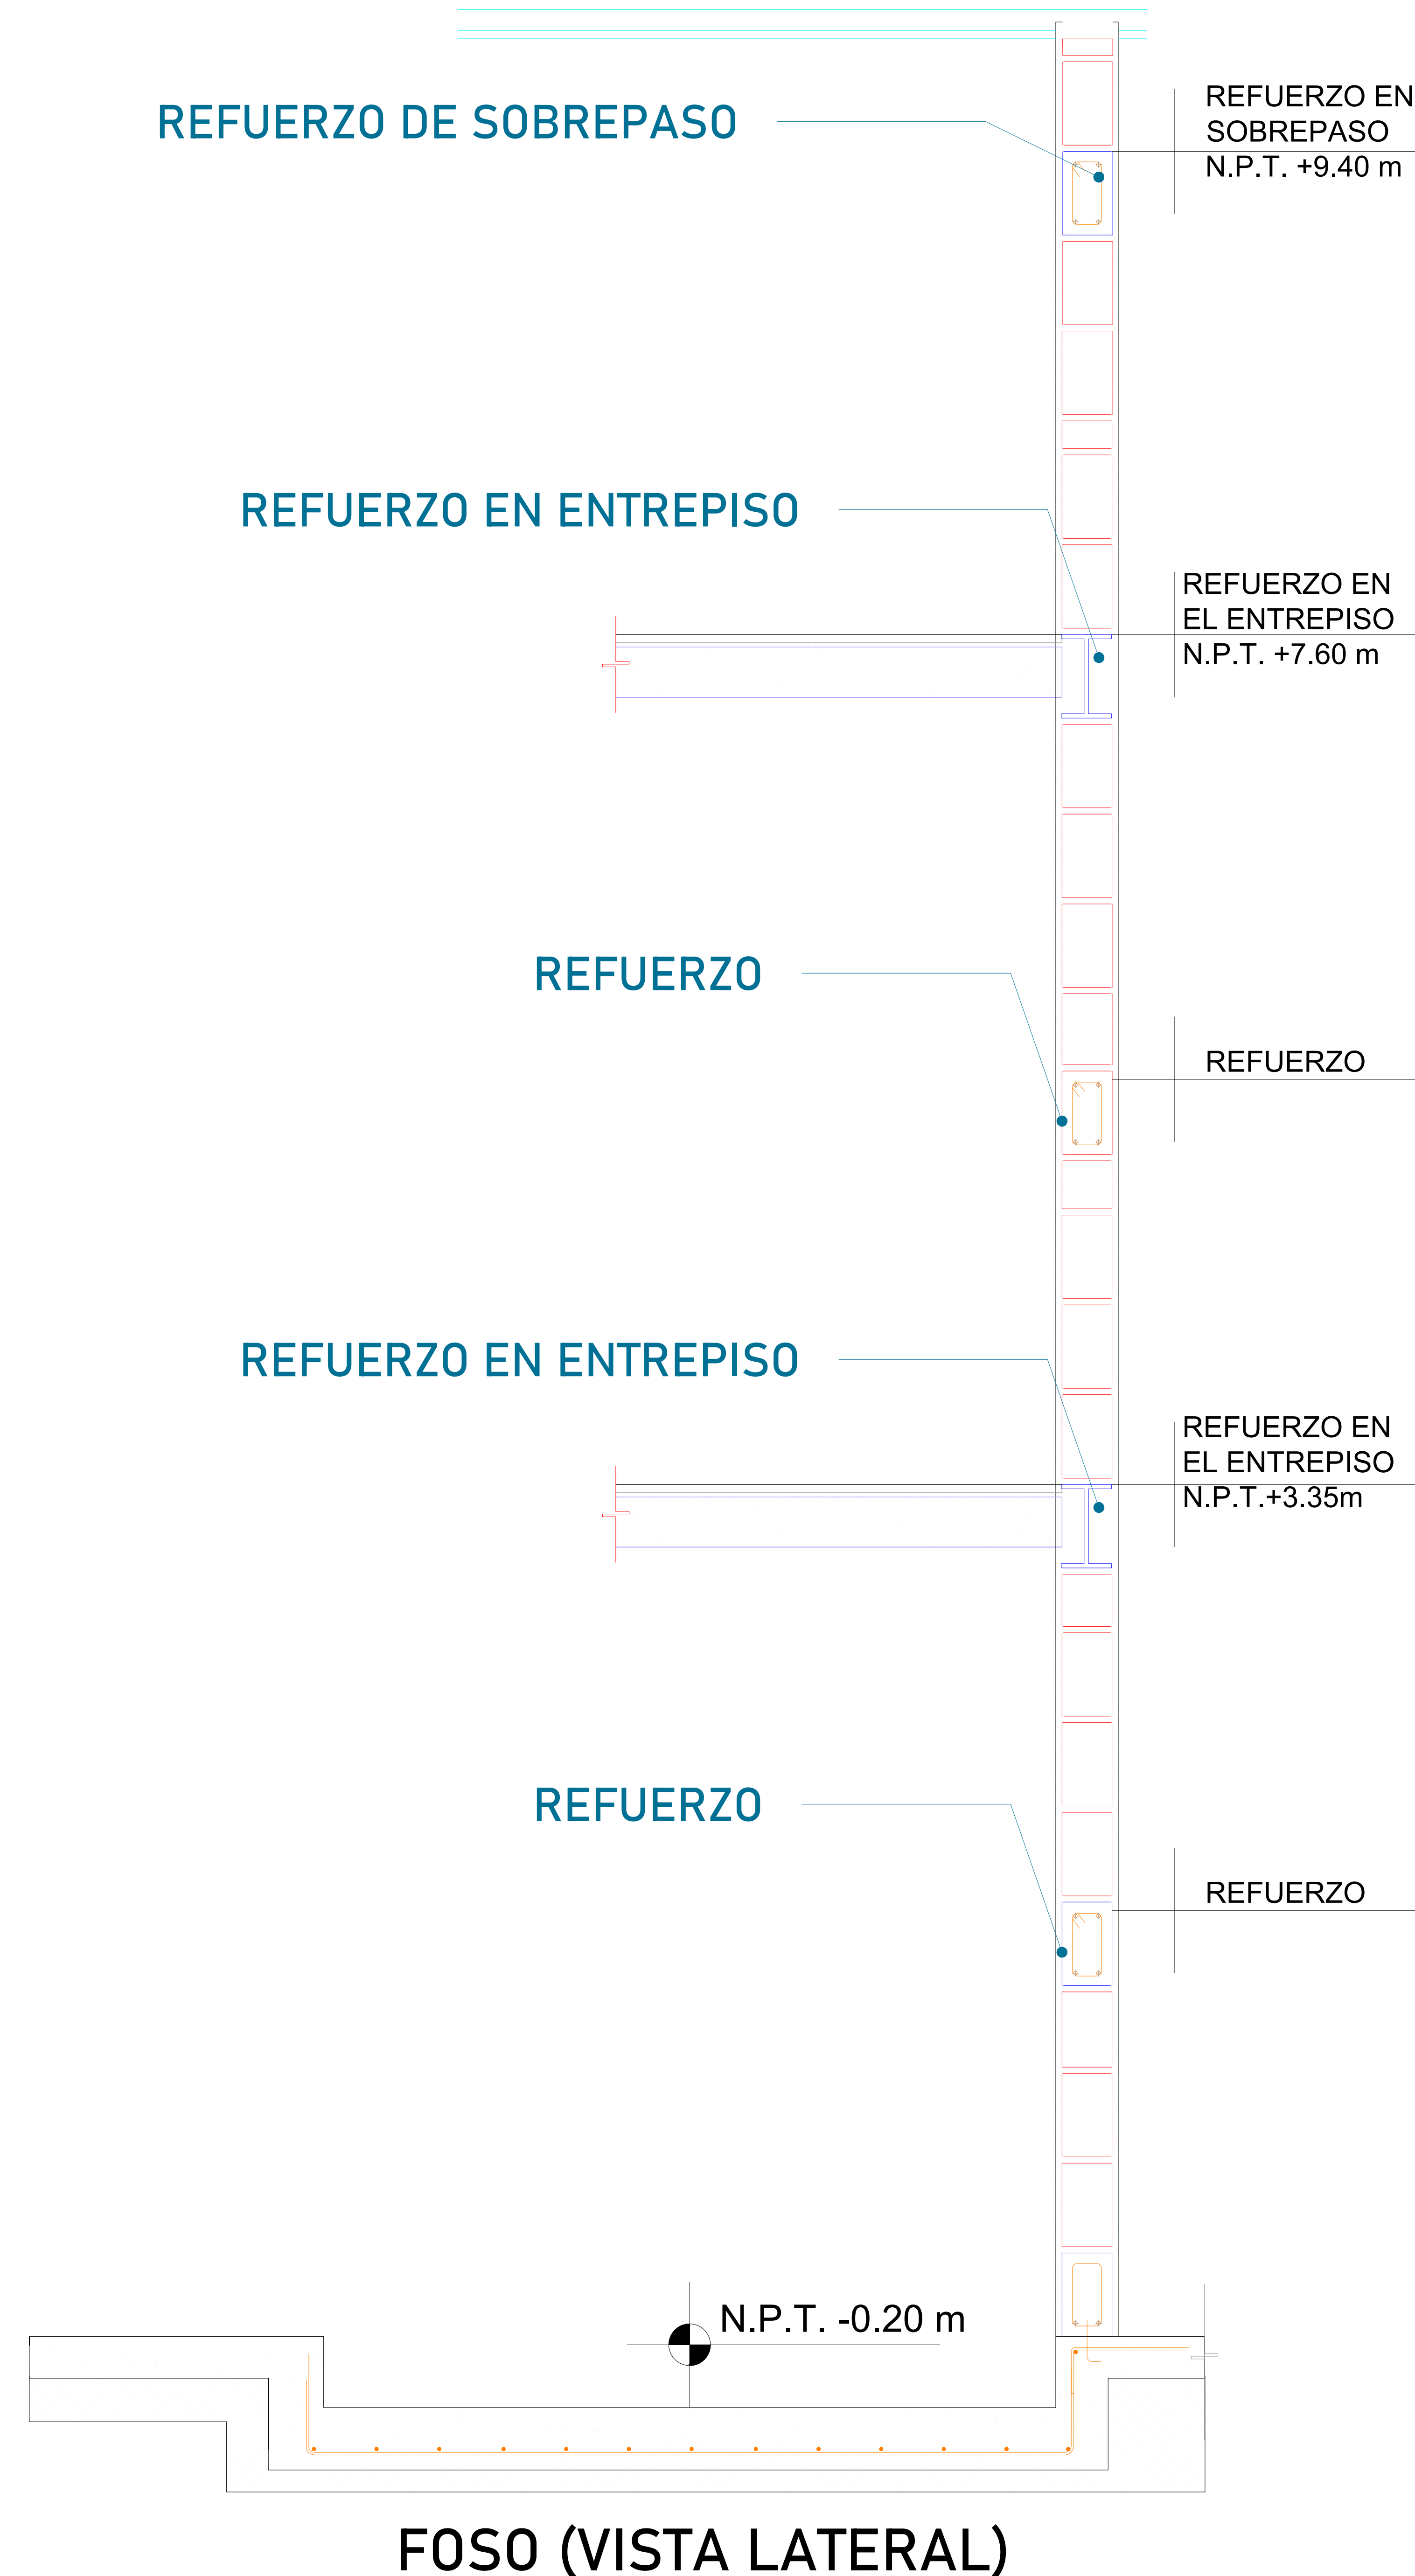 REFUERZO DE SOBREPASO
REFUERZO EN
SOBREPASO
N.P.T. +9.40 m
REFUERZO EN ENTREPISO
REFUERZO EN
EL ENTREPISO
N.P.T. +7.60 m
REFUERZO
REFUERZO
REFUERZO EN ENTREPISO
REFUERZO EN
EL ENTREPISO
N.P.T.+3.35m
REFUERZO
REFUERZO
N.P.T. -0.20 m
FOSO (VISTA LATERAL)